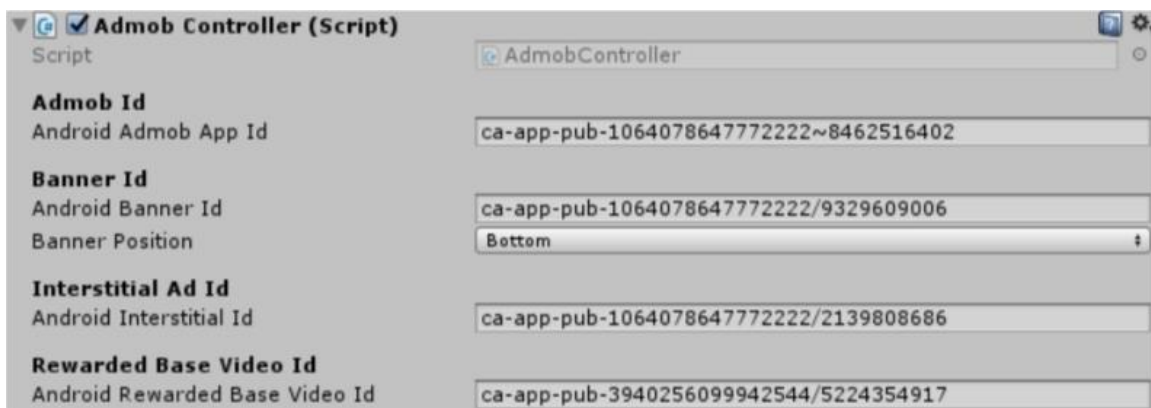 Admob Controller (Script)
Script AdmobController
Admob Id
Android Admob App Id ca-app-pub-1064078647772222~8462516402
Banner Id
Android Banner Id ca-app-pub-1064078647772222/9329609006
Banner Position Bottom
Interstitial Ad Id
Android Interstitial Id ca-app-pub-1064078647772222/2139808686
Rewarded Base Video Id
Android Rewarded Base Video Id ca-app-pub-3940256099942544/5224354917